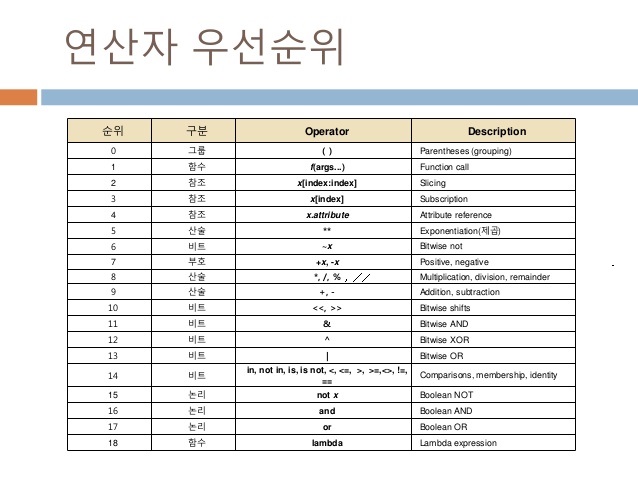 연산자 우선순위
순위 구분 Operator Description
0 그룹 ( ) Parentheses (grouping)
1 함수 f(args...) Function call
2 참조 x[index:index] Slicing
3 참조 x[index] Subscription
4 참조 x.attribute Attribute reference
5 산술 ** Exponentiation(제곱)
6 비트 ~x Bitwise not
7 부호 +x, -x Positive, negative
8 산술 *, /, % , // Multiplication, division, remainder
9 산술 +, - Addition, subtraction
10 비트 <<, >> Bitwise shifts
11 비트 & Bitwise AND
12 비트 ^ Bitwise XOR
13 비트 | Bitwise OR
14 비트 in, not in, is, is not, <, <=, >, >=,<>, !=, Comparisons, membership, identity
==
15 논리 not x Boolean NOT
16 논리 and Boolean AND
17 논리 or Boolean OR
18 함수 lambda Lambda expression